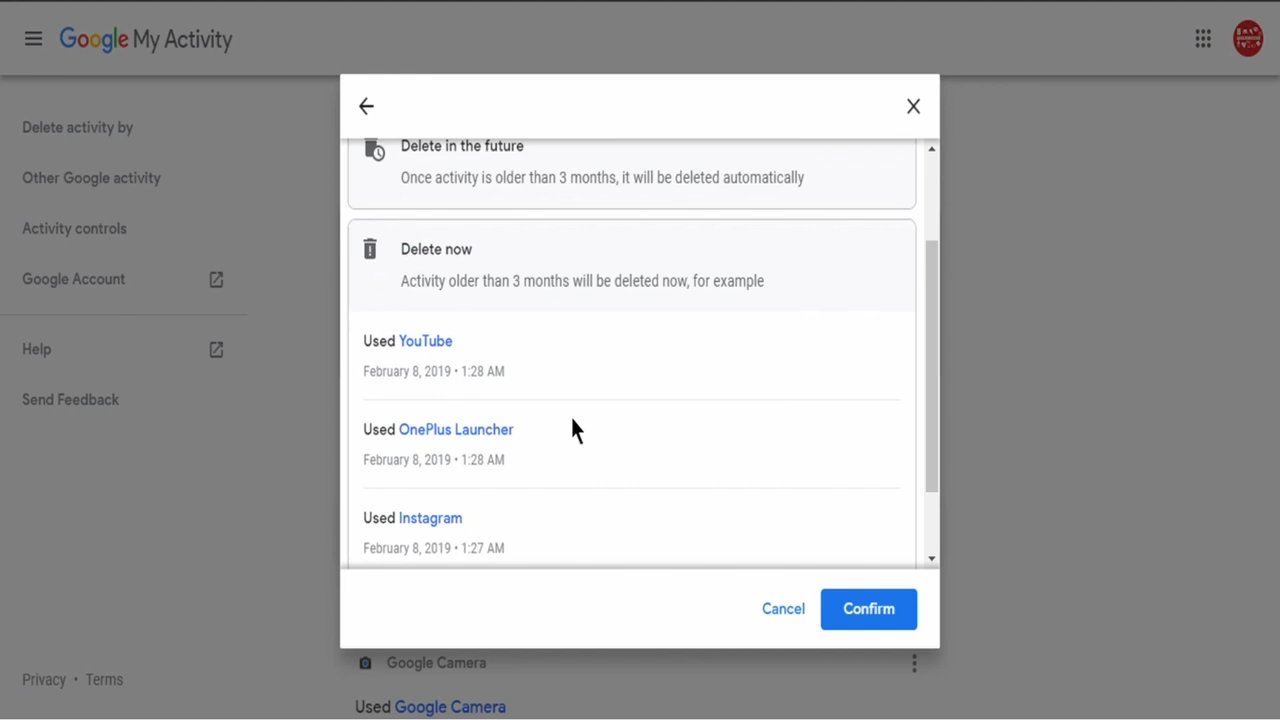 Google My Activity
Delete activity by
Other Google activity
Activity controls
Google Account
Help
Send Feedback
Privacy • Terms
Delete in the future
Once activity is older than 3 months, it will be deleted automatically
Delete now
Activity older than 3 months will be deleted now, for example
Used YouTube
February 8, 2019 • 1:28 AM
Used OnePlus Launcher
February 8, 2019 • 1:28 AM
Used Instagram
February 8, 2019 • 1:27 AM
Cancel
Confirm
Google Camera
Used Google Camera